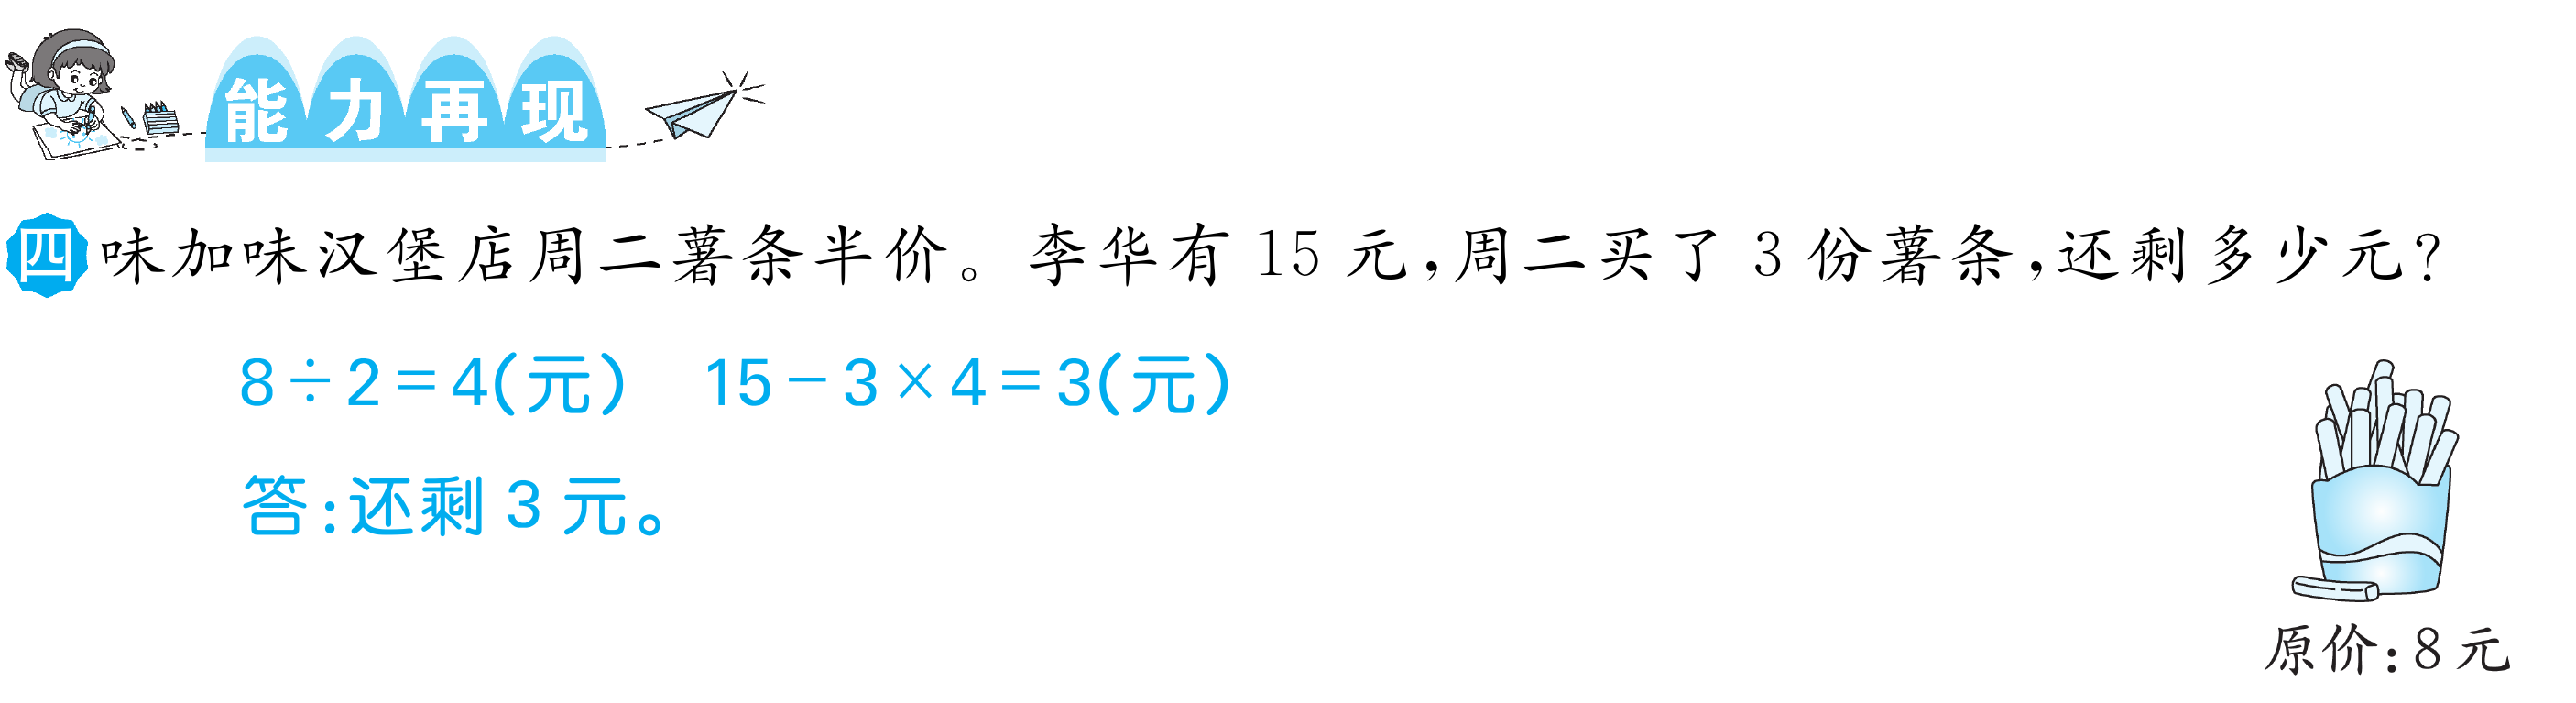 能力再现
四 味加味汉堡店周二薯条半价。李华有 15 元,周二买了 3 份薯条,还剩多少元?
8÷2=4(元) 15-3×4=3(元)
答:还剩 3 元。
原价:8元